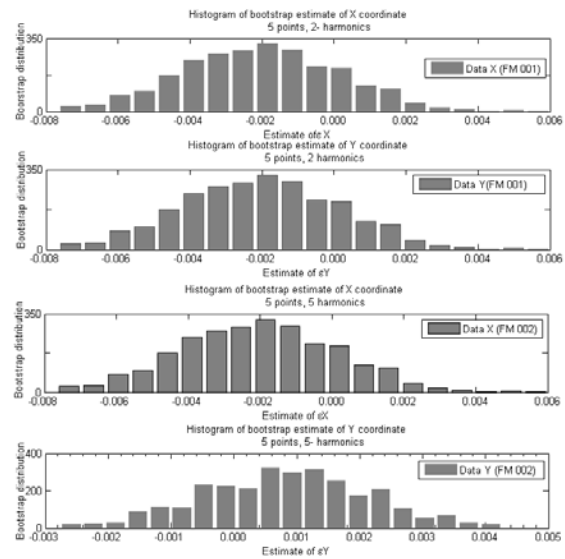 Histogram of bootstrap estimate of X coordinate
5 points, 2- harmonics
350
0
Boorstrap distribution
Data X (FM 001)
-0.008 -0.006 -0.004 -0.002 0.000 0.002 0.004 0.006
Estimate of ε X
Histogram of bootstrap estimate of Y coordinate
5 points, 2 harmonics
350
0
Bootstrap distribution
Data Y(FM 001)
-0.008 -0.006 -0.004 -0.002 0.000 0.002 0.004 0.006
Estimate of εY
Histogram of bootstrap estimate of X coordinate
5 points, 5 harmonics
350
0
Bootstrap distribution
Data X (FM 002)
-0.008 -0.006 -0.004 -0.002 0.000 0.002 0.004 0.006
Estimate of εX
Histogram of bootstrap estimate of Y coordinate
5 points, 5- harmonics
400
200
0
Bootstrap distribution
Data Y (FM 002)
-0.003 -0.002 -0.001 0.000 0.001 0.002 0.003 0.004 0.005
Estimate of εY